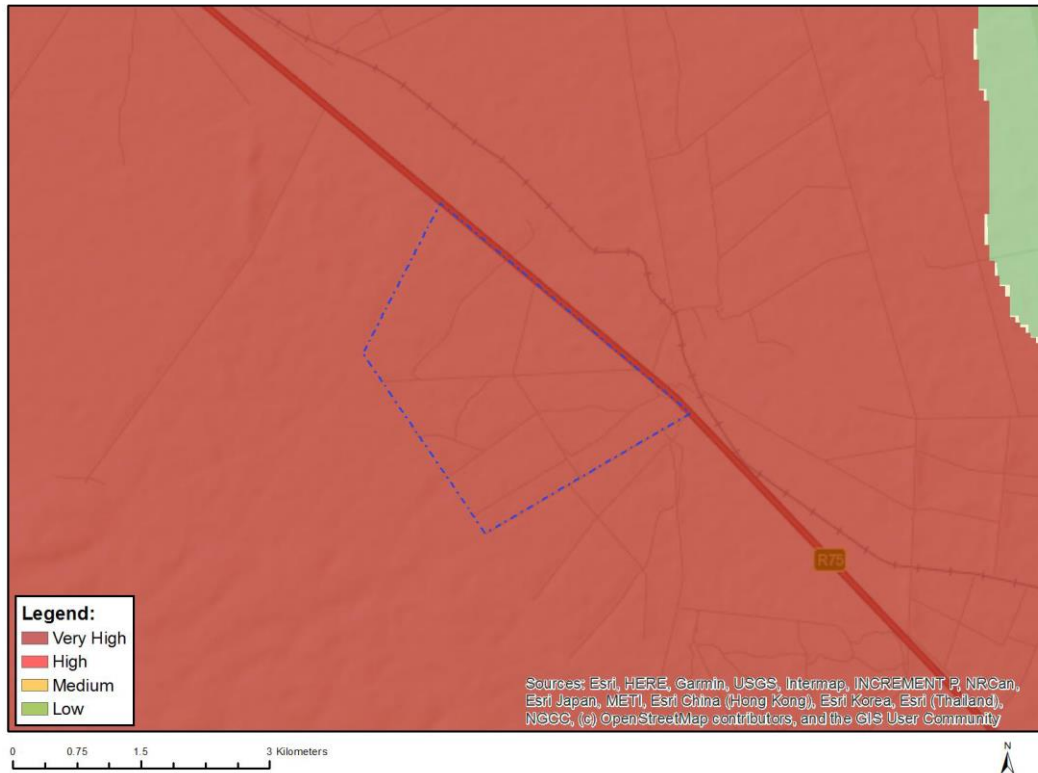 R75
Legend:
Very High
High
Medium
Low
Sources: Esri, HERE, Garmin, USGS, Intermap, INCREMENT P, NRCan,
Esri Japan, METI, Esri China (Hong Kong), Esri Korea, Esri (Thailand),
NGCC, (c) OpenStreetMap contributors, and the GIS User Community
0 0.75 1.5 3 Kilometers
N